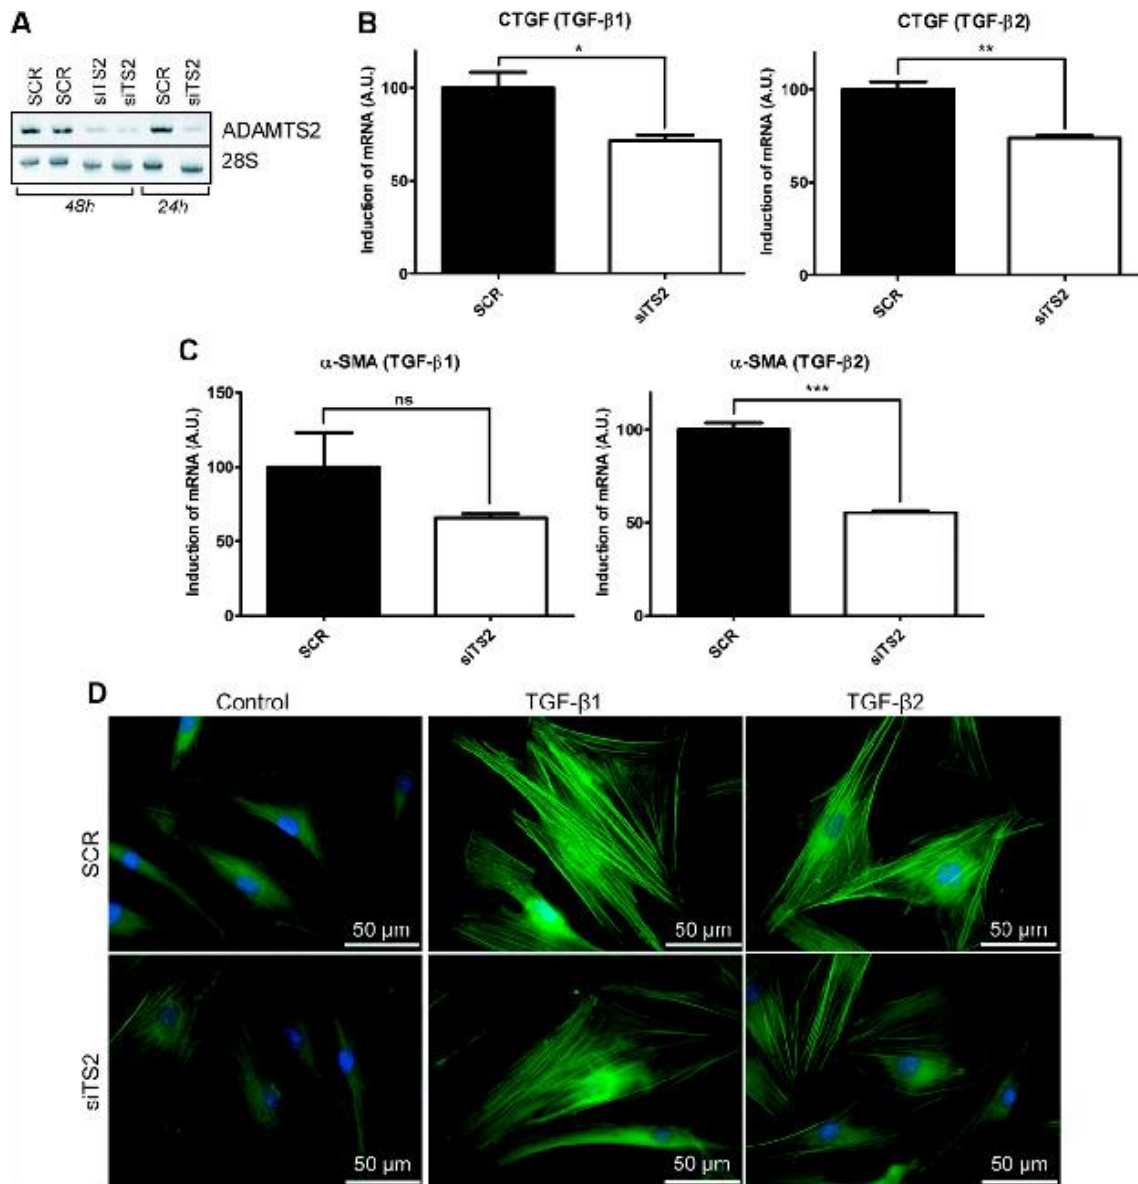 A
SCR
SCR
siTS2
siTS2
SCR
siTS2
ADAMTS2
28S
48h
24h
B
CTGF (TGF-β1)
Induction of mRNA (A.U.)
100
50
0
*
SCR
siTS2
CTGF (TGF-β2)
Induction of mRNA (A.U.)
100
50
0
**
SCR
siTS2
C
α-SMA (TGF-β1)
Induction of mRNA (A.U.)
150
100
50
0
ns
SCR
siTS2
α-SMA (TGF-β2)
Induction of mRNA (A.U.)
100
50
0
***
SCR
siTS2
D
Control
TGF-β1
TGF-β2
SCR
50 µm
50 µm
50 µm
siTS2
50 µm
50 µm
50 µm